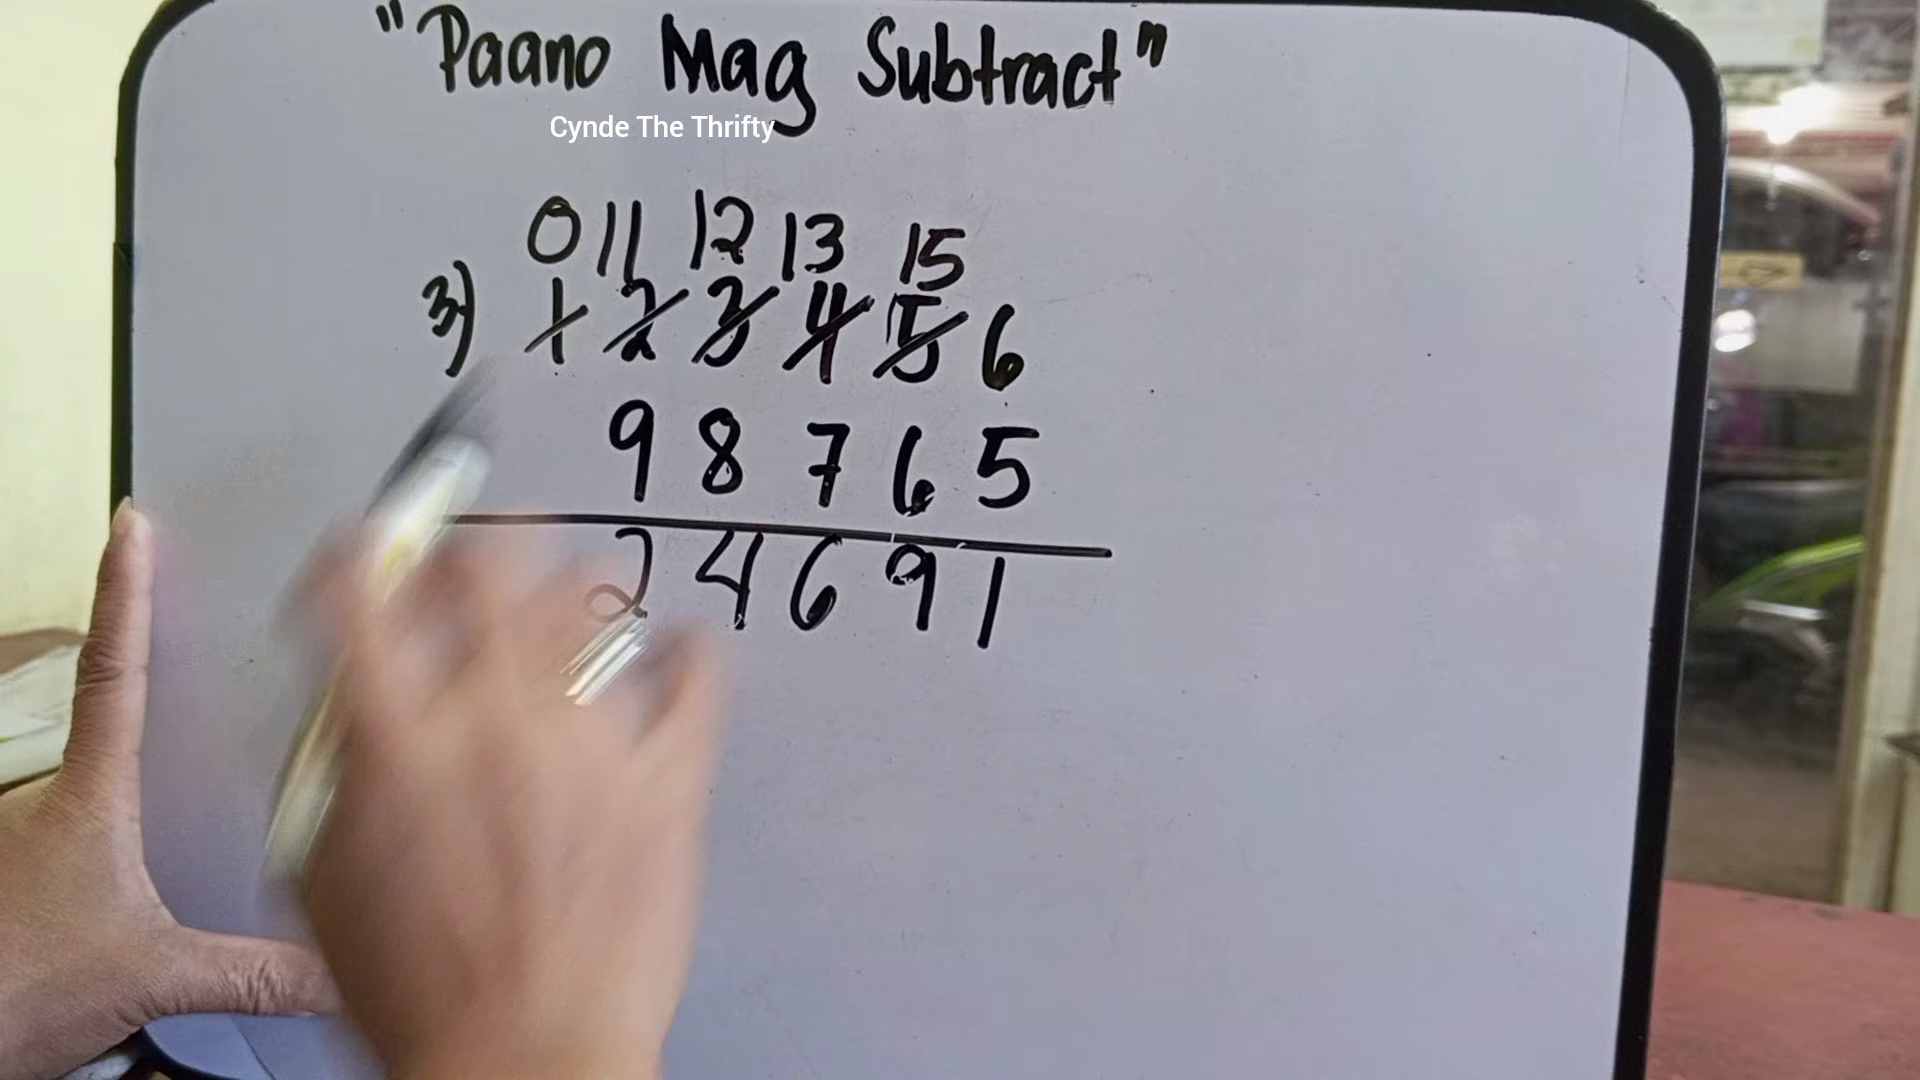 "Paano Mag Subtract"
Cynde The Thrifty
0 11 12 13 15
3) 1 2 3 4 5 6
9 8 7 6 5
2 4 6 9 1